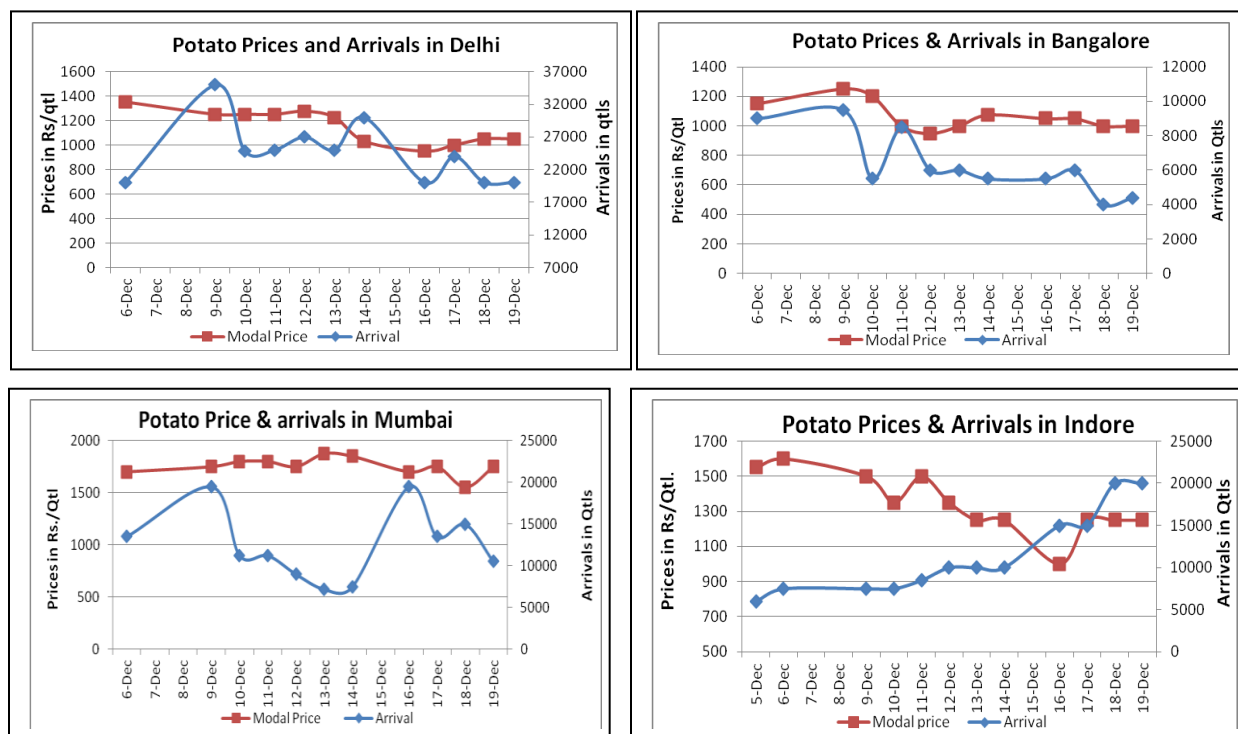 Potato Prices and Arrivals in Delhi
Prices in Rs/qtl
1600
1400
1200
1000
800
600
400
200
0
37000
32000
27000
22000
17000
12000
7000
Arrivals in qtls
6-Dec
7-Dec
8-Dec
9-Dec
10-Dec
11-Dec
12-Dec
13-Dec
14-Dec
15-Dec
16-Dec
17-Dec
18-Dec
19-Dec
Modal Price Arrival
Potato Prices & Arrivals in Bangalore
Prices in Rs/Qtl
1400
1200
1000
800
600
400
200
0
12000
10000
8000
6000
4000
2000
0
Arrivals in Qtls
6-Dec
7-Dec
8-Dec
9-Dec
10-Dec
11-Dec
12-Dec
13-Dec
14-Dec
15-Dec
16-Dec
17-Dec
18-Dec
19-Dec
Modal Price Arrival
Potato Price & arrivals in Mumbai
Prices in Rs./Qtl
2000
1500
1000
500
0
25000
20000
15000
10000
5000
0
Arrivals in Qtls
6-Dec
7-Dec
8-Dec
9-Dec
10-Dec
11-Dec
12-Dec
13-Dec
14-Dec
15-Dec
16-Dec
17-Dec
18-Dec
19-Dec
Modal Price Arrival
Potato Prices & Arrivals in Indore
Prices in Rs/Qtl.
1700
1500
1300
1100
900
700
500
25000
20000
15000
10000
5000
0
Arrivals in Qtls
5-Dec
6-Dec
7-Dec
8-Dec
9-Dec
10-Dec
11-Dec
12-Dec
13-Dec
14-Dec
15-Dec
16-Dec
17-Dec
18-Dec
19-Dec
Modal price Arrival